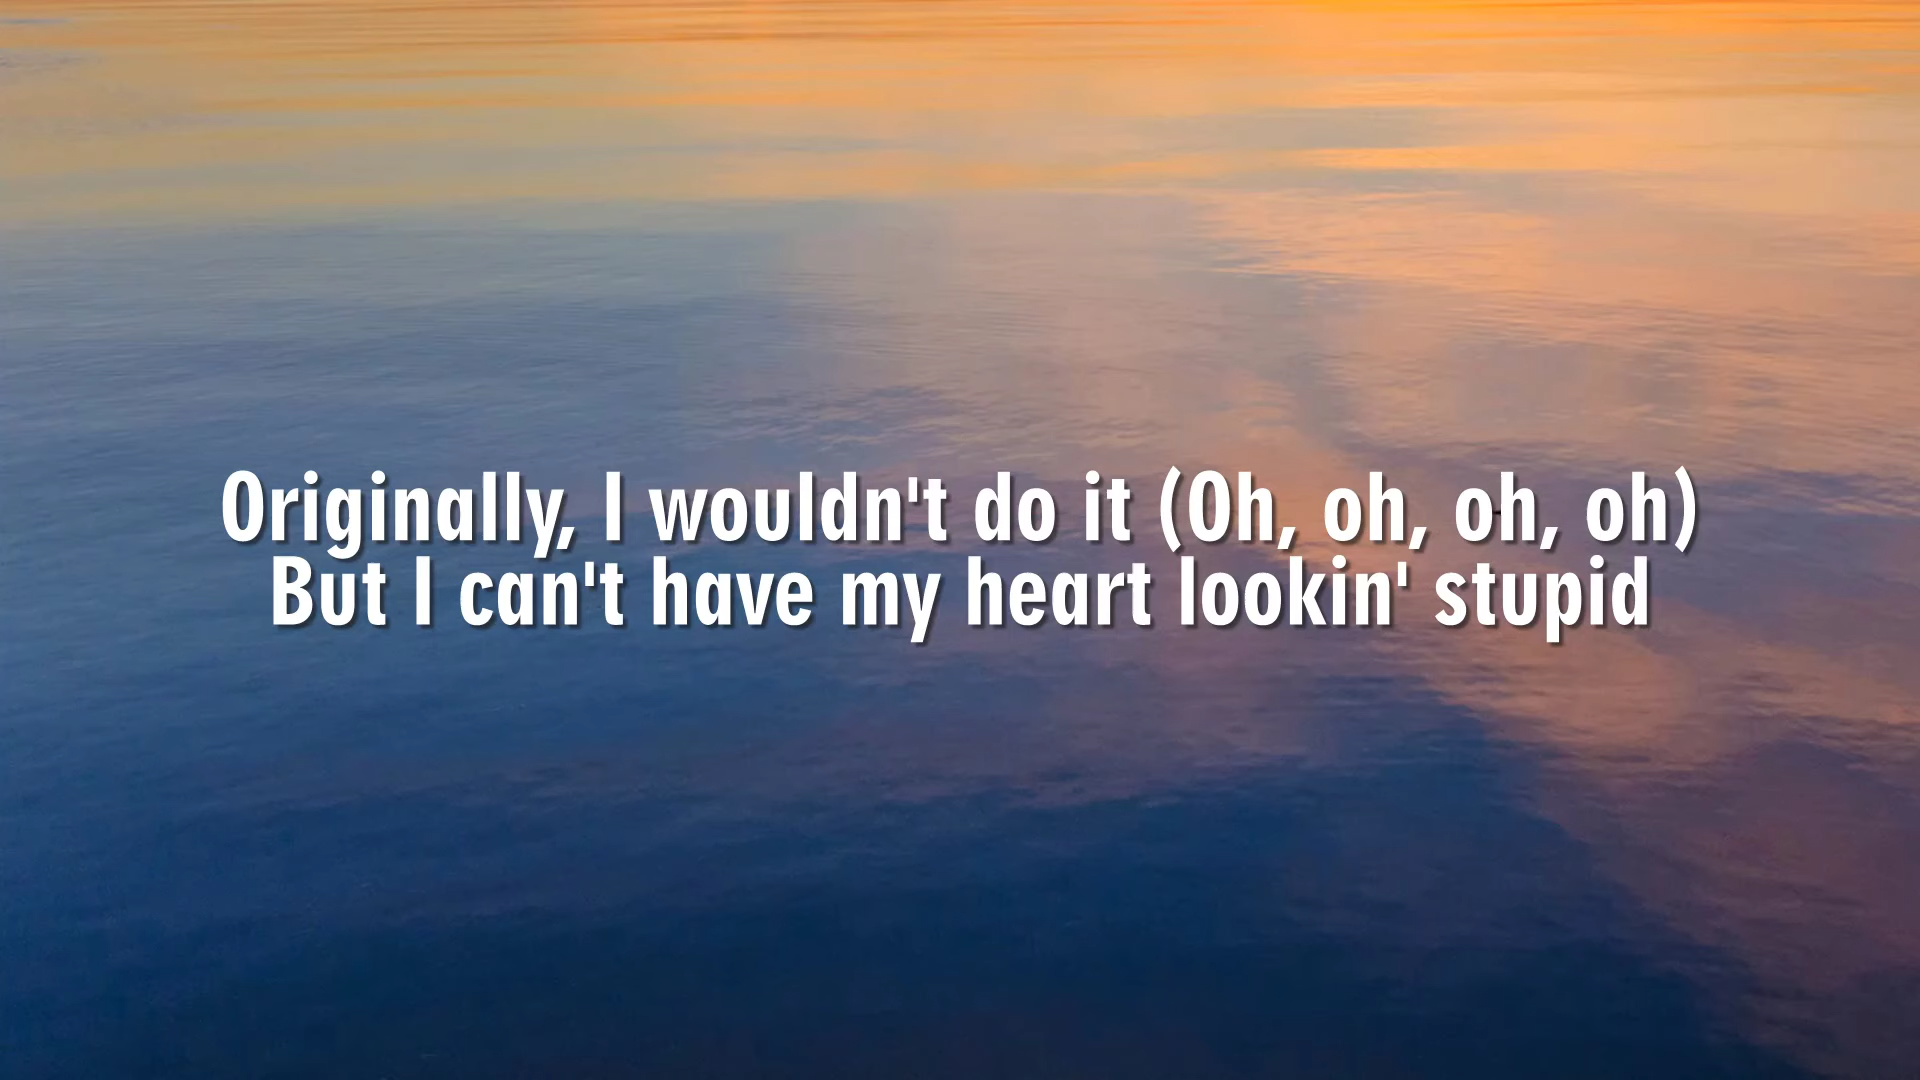 Originally, I wouldn't do it (Oh, oh, oh, oh)
But I can't have my heart lookin' stupid